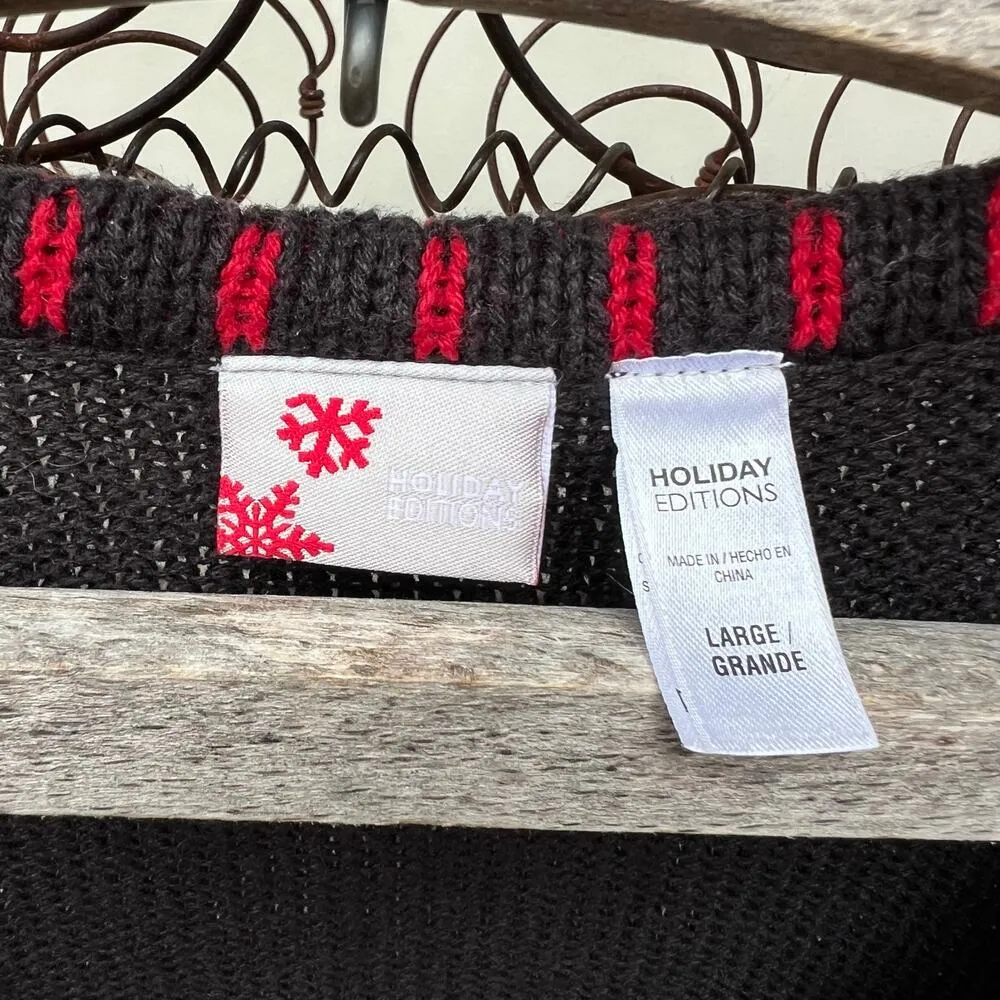 HOLIDAY
EDITIONS
HOLIDAY
EDITIONS
MADE IN / HECHO EN
CHINA
LARGE /
GRANDE